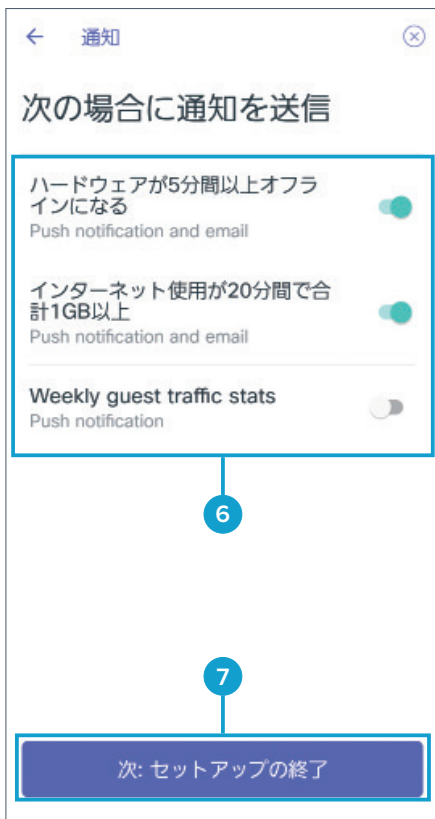 通知
次の場合に通知を送信
ハードウェアが5分間以上オフラ
インになる
Push notification and email
インターネット使用が20分間で合
計1GB以上
Push notification and email
Weekly guest traffic stats
Push notification
6
7
次: セットアップの終了